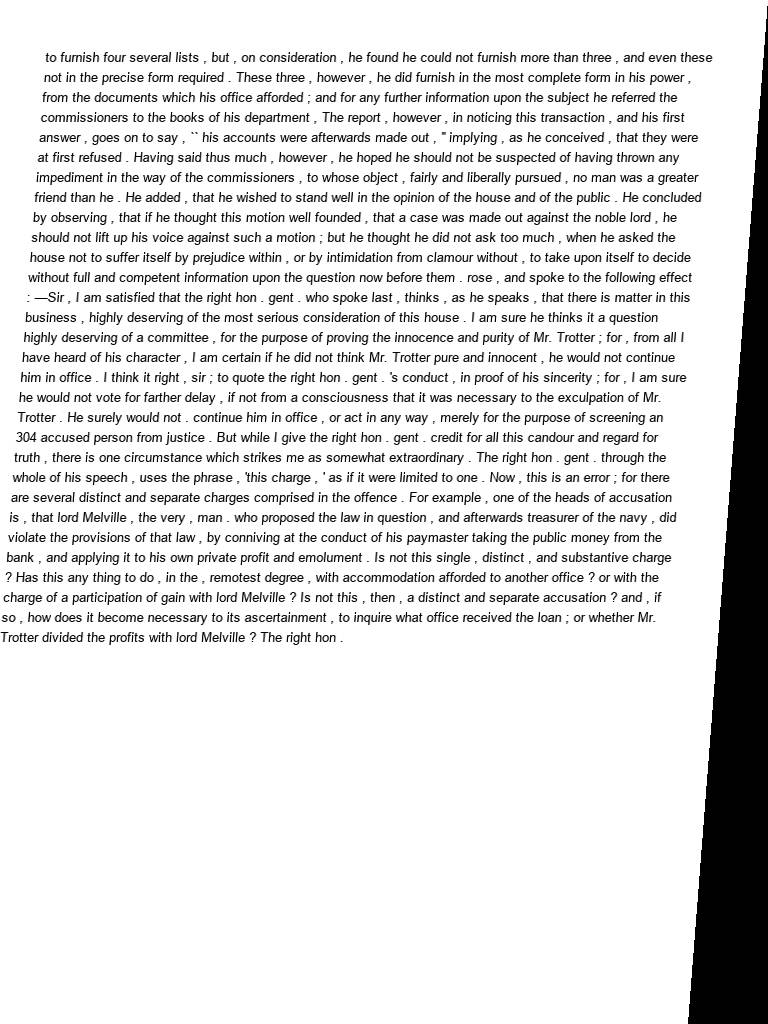 to furnish four several lists , but , on consideration , he found he could not furnish more than three , and even these
not in the precise form required . These three , however , he did furnish in the most complete form in his power ,
from the documents which his office afforded ; and for any further information upon the subject he referred the
commissioners to the books of his department , The report , however , in noticing this transaction , and his first
answer , goes on to say , `` his accounts were afterwards made out , " implying , as he conceived , that they were
at first refused . Having said thus much , however , he hoped he should not be suspected of having thrown any
impediment in the way of the commissioners , to whose object , fairly and liberally pursued , no man was a greater
friend than he . He added , that he wished to stand well in the opinion of the house and of the public . He concluded
by observing , that if he thought this motion well founded , that a case was made out against the noble lord , he
should not lift up his voice against such a motion ; but he thought he did not ask too much , when he asked the
house not to suffer itself by prejudice within , or by intimidation from clamour without , to take upon itself to decide
without full and competent information upon the question now before them . rose , and spoke to the following effect
: —Sir , I am satisfied that the right hon . gent . who spoke last , thinks , as he speaks , that there is matter in this
business , highly deserving of the most serious consideration of this house . I am sure he thinks it a question
highly deserving of a committee , for the purpose of proving the innocence and purity of Mr. Trotter ; for , from all I
have heard of his character , I am certain if he did not think Mr. Trotter pure and innocent , he would not continue
him in office . I think it right , sir ; to quote the right hon . gent . 's conduct , in proof of his sincerity ; for , I am sure
he would not vote for farther delay , if not from a consciousness that it was necessary to the exculpation of Mr.
Trotter . He surely would not . continue him in office , or act in any way , merely for the purpose of screening an
304 accused person from justice . But while I give the right hon . gent . credit for all this candour and regard for
truth , there is one circumstance which strikes me as somewhat extraordinary . The right hon . gent . through the
whole of his speech , uses the phrase , 'this charge , ' as if it were limited to one . Now , this is an error ; for there
are several distinct and separate charges comprised in the offence . For example , one of the heads of accusation
is , that lord Melville , the very , man . who proposed the law in question , and afterwards treasurer of the navy , did
violate the provisions of that law , by conniving at the conduct of his paymaster taking the public money from the
bank , and applying it to his own private profit and emolument . Is not this single , distinct , and substantive charge
? Has this any thing to do , in the , remotest degree , with accommodation afforded to another office ? or with the
charge of a participation of gain with lord Melville ? Is not this , then , a distinct and separate accusation ? and , if
so , how does it become necessary to its ascertainment , to inquire what office received the loan ; or whether Mr.
Trotter divided the profits with lord Melville ? The right hon .